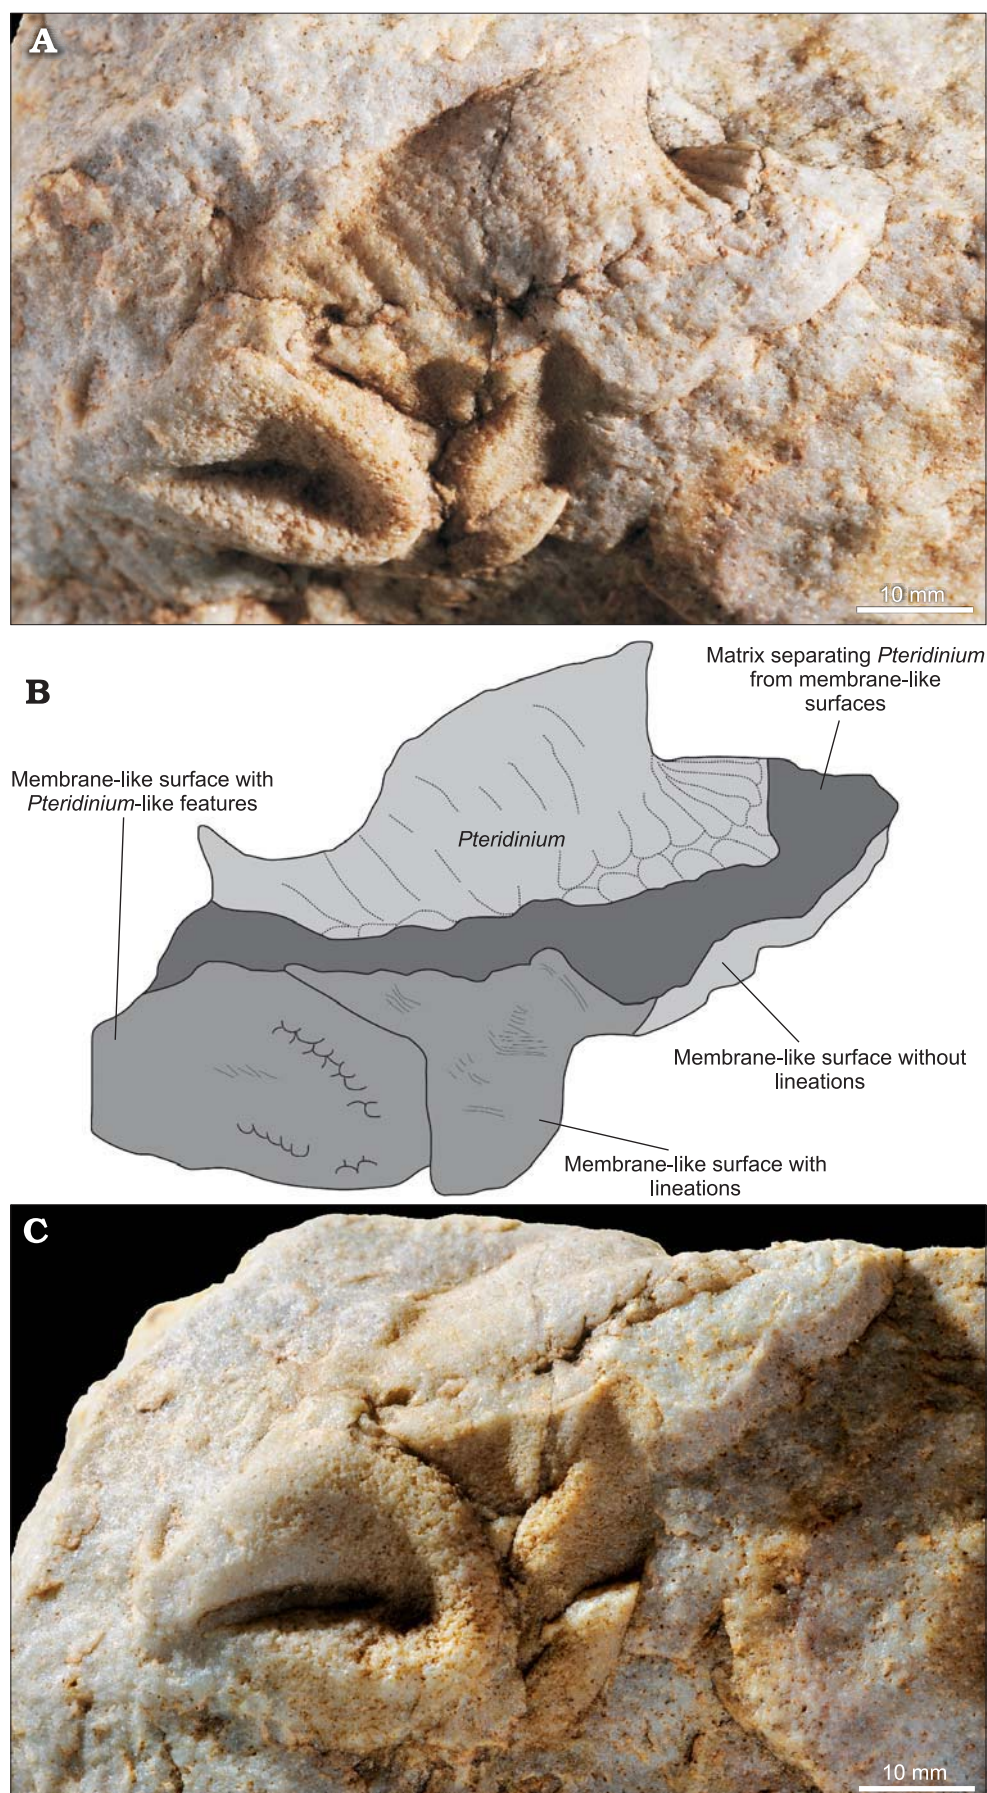 A
10 mm
B
Matrix separating Pteridinium
from membrane-like
surfaces
Membrane-like surface with
Pteridinium-like features
Pteridinium
Membrane-like surface without
lineations
Membrane-like surface with
lineations
C
10 mm